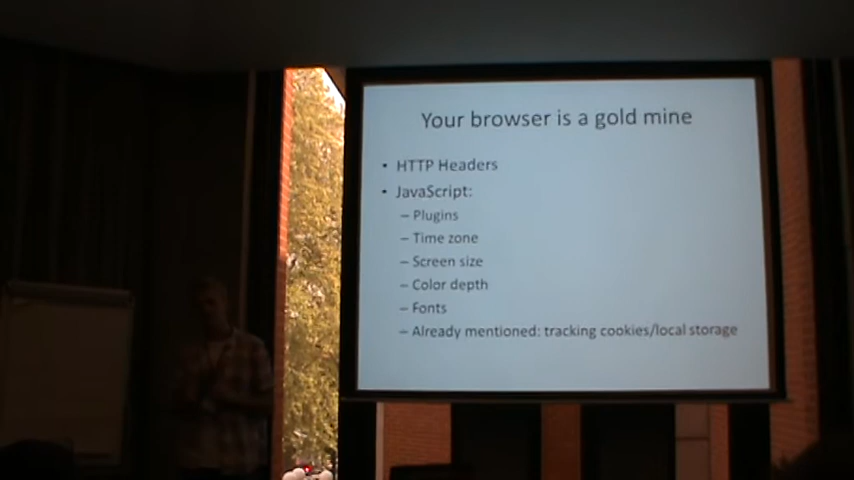 Your browser is a gold mine
• HTTP Headers
• JavaScript:
– Plugins
– Time zone
– Screen size
– Color depth
– Fonts
– Already mentioned: tracking cookies/local storage